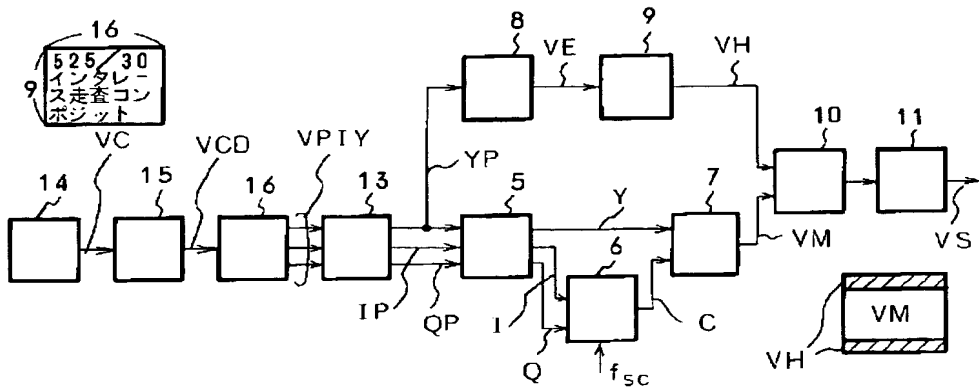 16
9
525/30
インタレー
ス走査コン
ポジット
VC
VCD
VPIY
14
15
16
13
8
VE
9
VH
YP
5
Y
7
10
11
IP
QP
I
Q
6
C
fsc
VM
VS
VH
VM